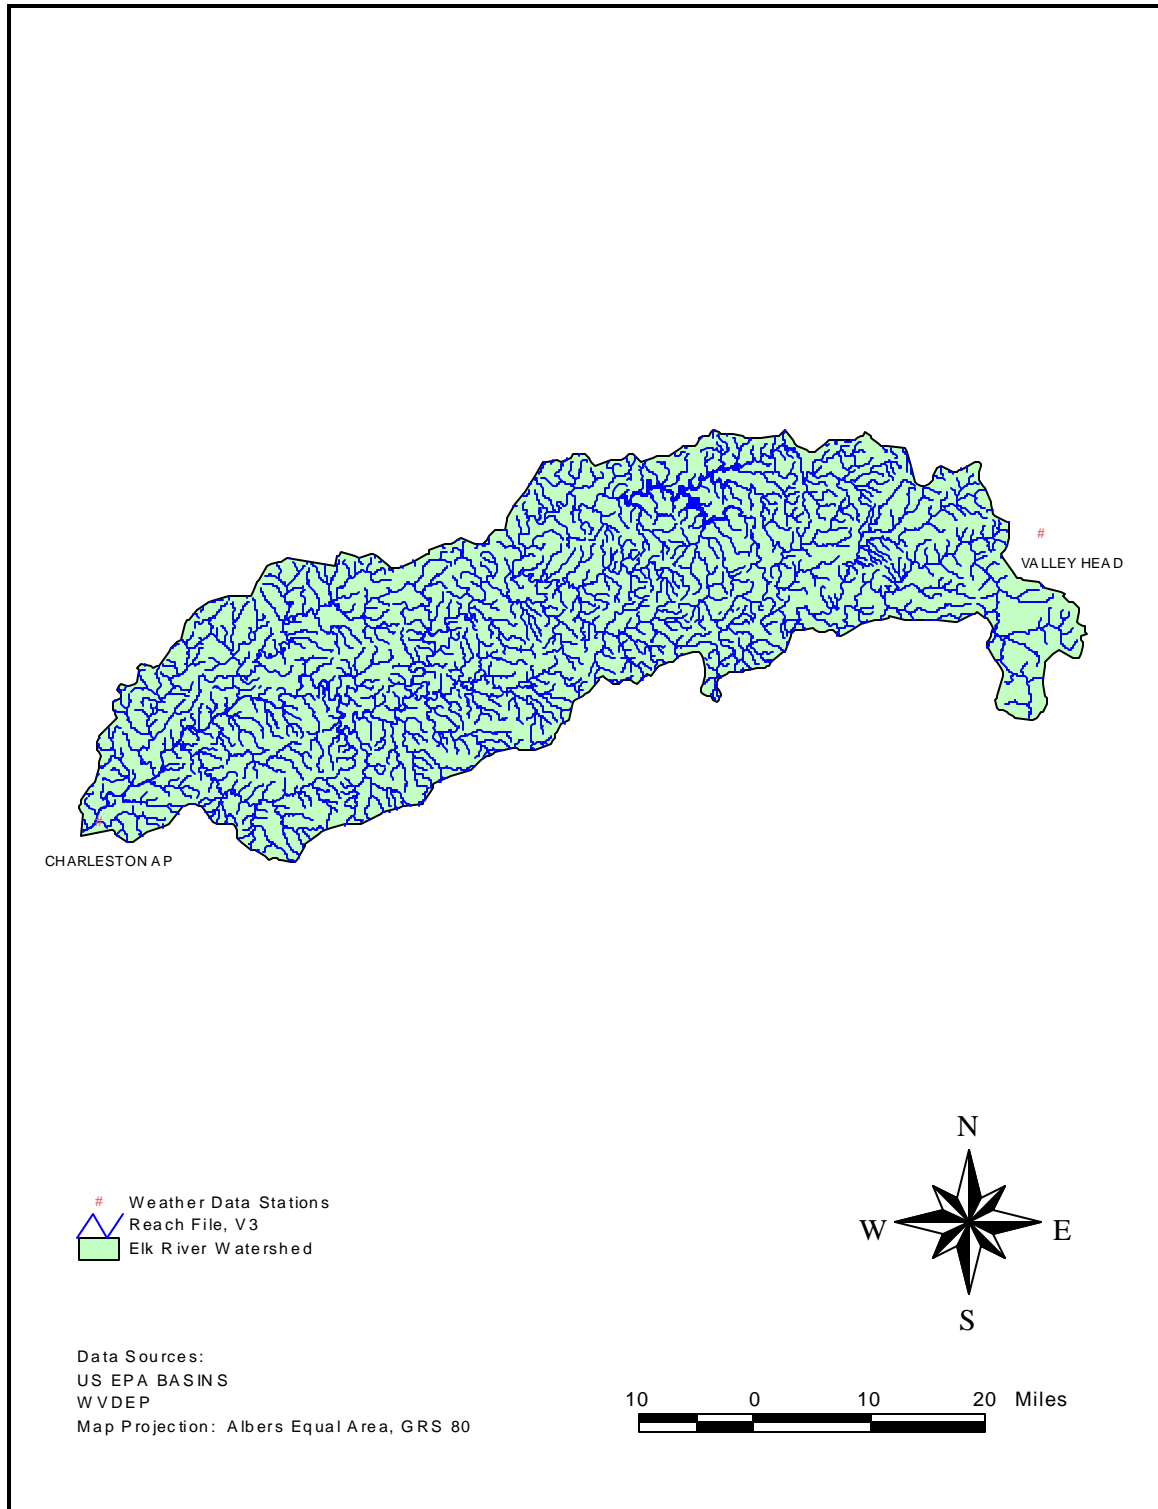 #
VALLEY HEAD
#
CHARLESTON AP
N
W E
S
# Weather Data Stations
Reach File, V3
Elk River Watershed
Data Sources:
US EPA BASINS
WVDEP
Map Projection: Albers Equal Area, GRS 80
10 0 10 20 Miles